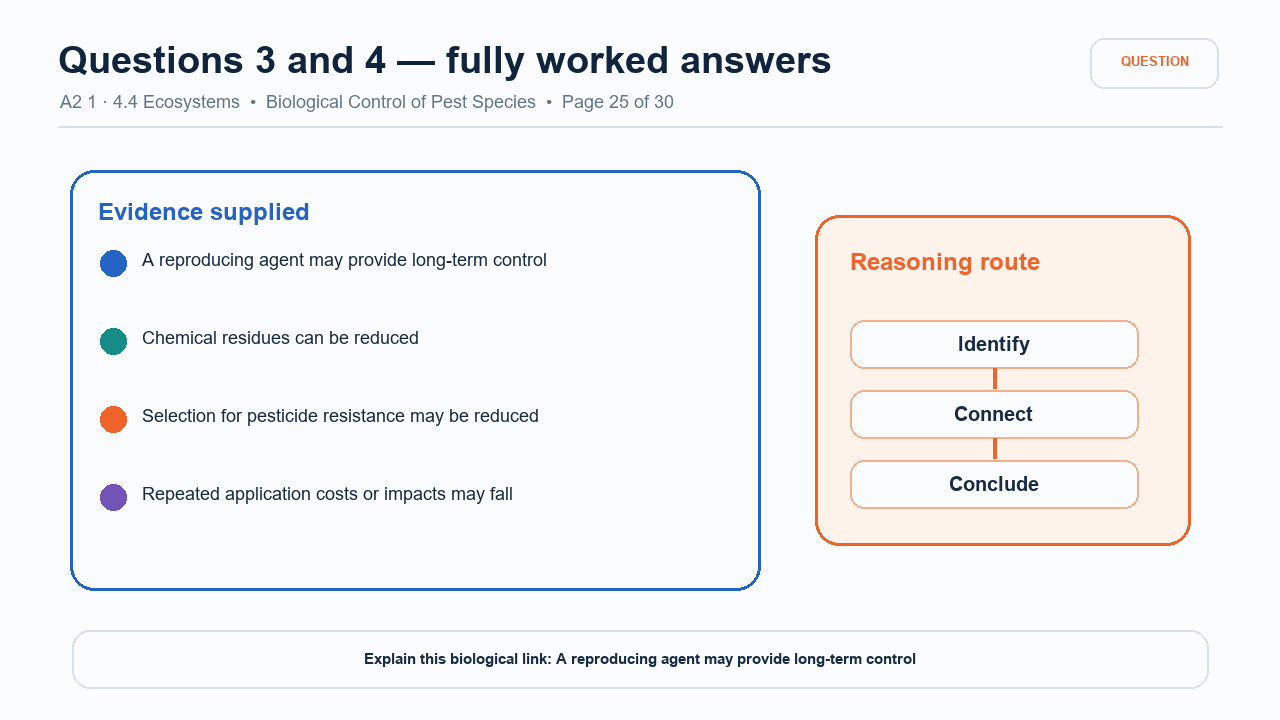 Questions 3 and 4 — fully worked answers
QUESTION
A2 1 · 4.4 Ecosystems • Biological Control of Pest Species • Page 25 of 30
Evidence supplied
A reproducing agent may provide long-term control
Chemical residues can be reduced
Selection for pesticide resistance may be reduced
Repeated application costs or impacts may fall
Reasoning route
Identify
Connect
Conclude
Explain this biological link: A reproducing agent may provide long-term control